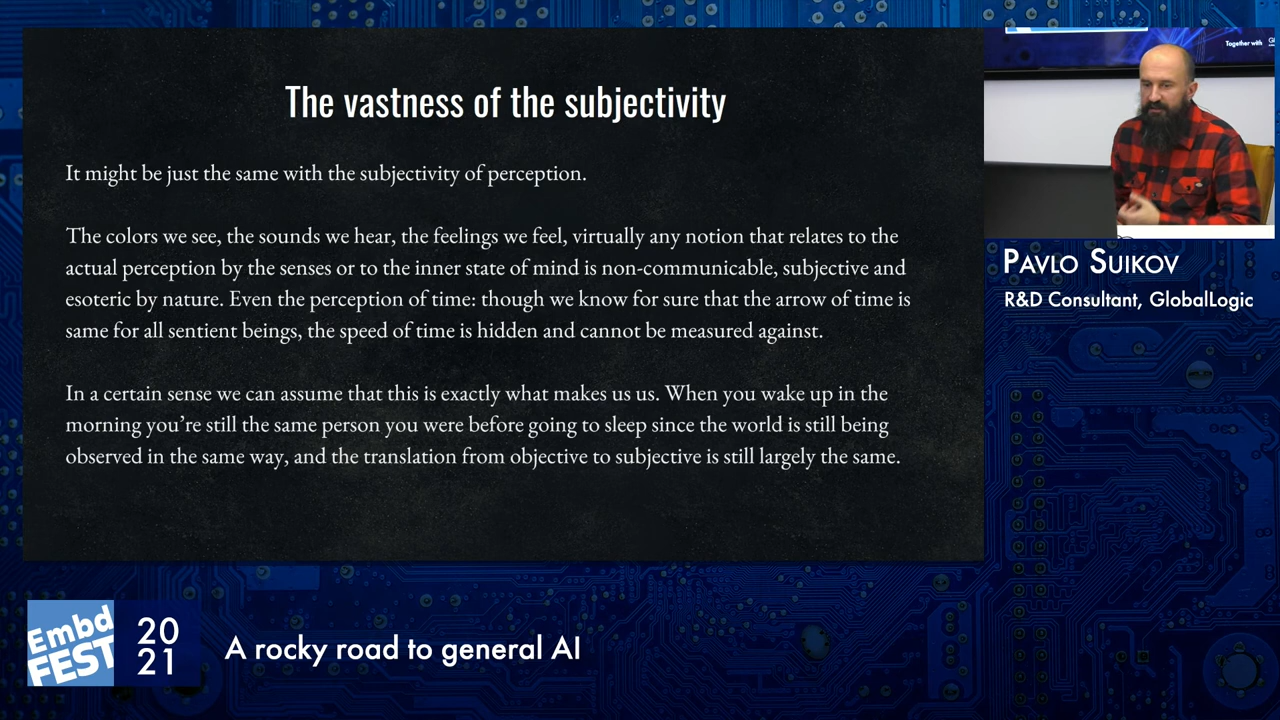 The vastness of the subjectivity
It might be just the same with the subjectivity of perception.
The colors we see, the sounds we hear, the feelings we feel, virtually any notion that relates to the
actual perception by the senses or to the inner state of mind is non-communicable, subjective and
esoteric by nature. Even the perception of time: though we know for sure that the arrow of time is
same for all sentient beings, the speed of time is hidden and cannot be measured against.
In a certain sense we can assume that this is exactly what makes us us. When you wake up in the
morning you’re still the same person you were before going to sleep since the world is still being
observed in the same way, and the translation from objective to subjective is still largely the same.
Together with
Pavlo Suikov
R&D Consultant, GlobalLogic
Embd
FEST
20
21
A rocky road to general AI